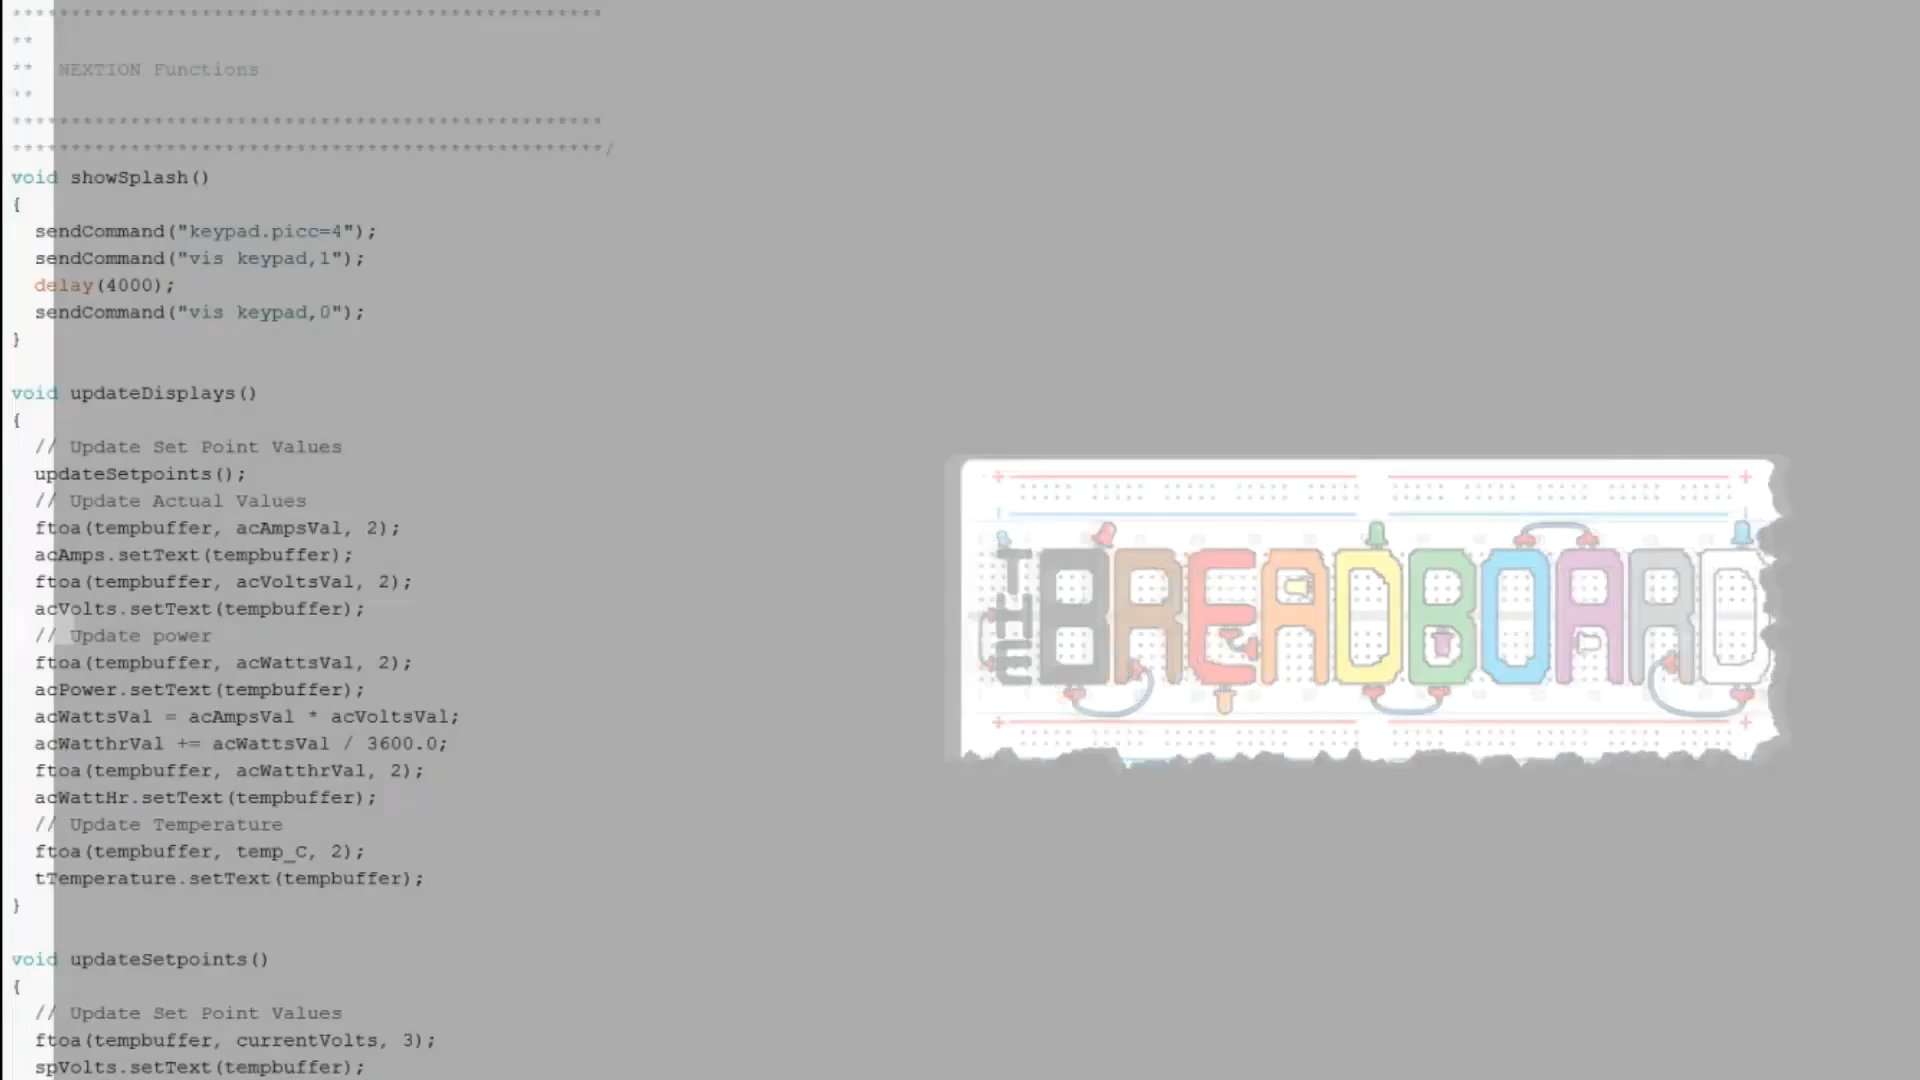 **************************************************
**
** NEXTION Functions
**
**************************************************
**************************************************/
void showSplash()
{
sendCommand("keypad.picc=4");
sendCommand("vis keypad,1");
delay(4000);
sendCommand("vis keypad,0");
}
void updateDisplays()
{
// Update Set Point Values
updateSetpoints();
// Update Actual Values
ftoa(tempbuffer, acAmpsVal, 2);
acAmps.setText(tempbuffer);
ftoa(tempbuffer, acVoltsVal, 2);
acVolts.setText(tempbuffer);
// Update power
ftoa(tempbuffer, acWattsVal, 2);
acPower.setText(tempbuffer);
acWattsVal = acAmpsVal * acVoltsVal;
acWatthrVal += acWattsVal / 3600.0;
ftoa(tempbuffer, acWatthrVal, 2);
acWattHr.setText(tempbuffer);
// Update Temperature
ftoa(tempbuffer, temp_C, 2);
tTemperature.setText(tempbuffer);
}
void updateSetpoints()
{
// Update Set Point Values
ftoa(tempbuffer, currentVolts, 3);
spVolts.setText(tempbuffer);
THE BREADBOARD